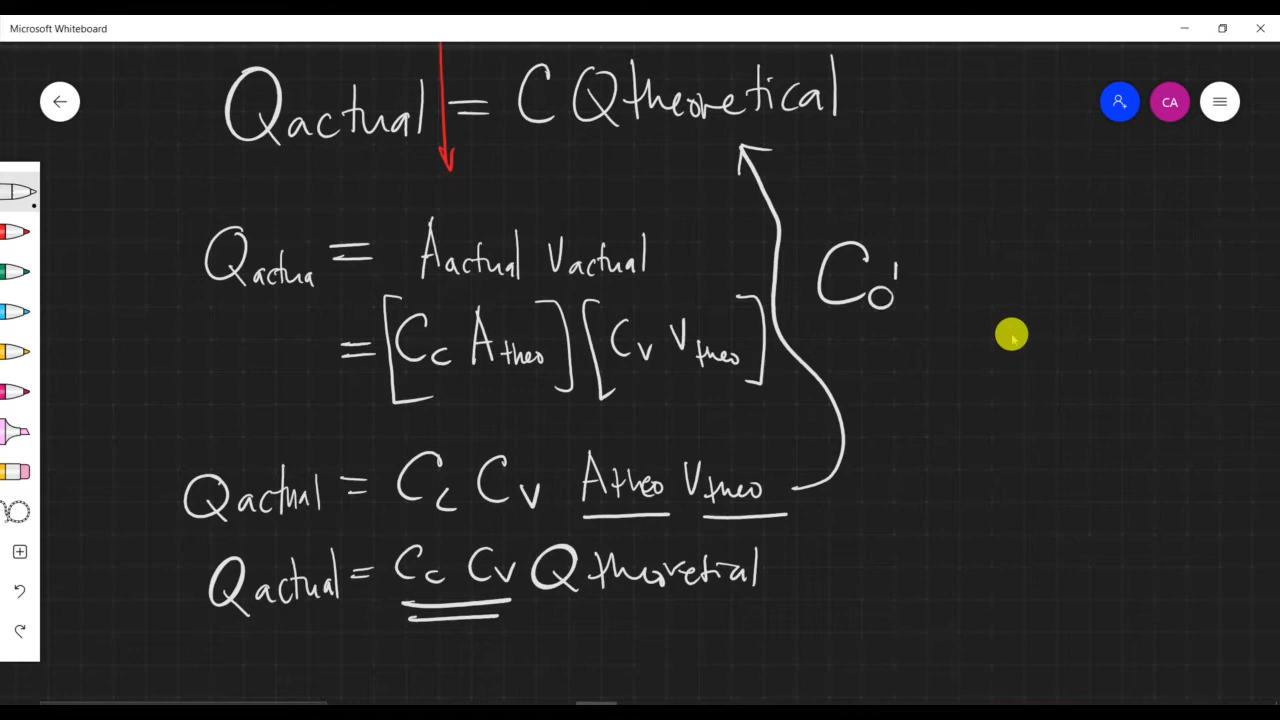 Microsoft Whiteboard
Qactual = C Qtheoretical
CA
Qactua = Aactual Vactual
= [Cc Atheo] [Cv Vtheo]
Qactual = Cc Cv Atheo Vtheo
Qactual = Cc Cv Qtheoretical